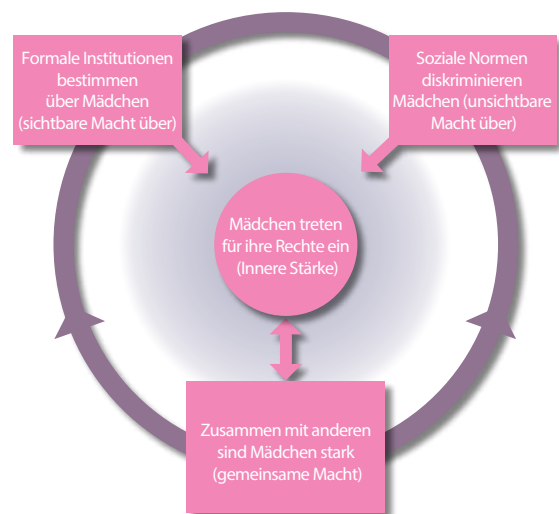 Formale Institutionen
bestimmen
über Mädchen
(sichtbare Macht über)
Soziale Normen
diskriminieren
Mädchen (unsichtbare
Macht über)
Mädchen treten
für ihre Rechte ein
(Innere Stärke)
Zusammen mit anderen
sind Mädchen stark
(gemeinsame Macht)